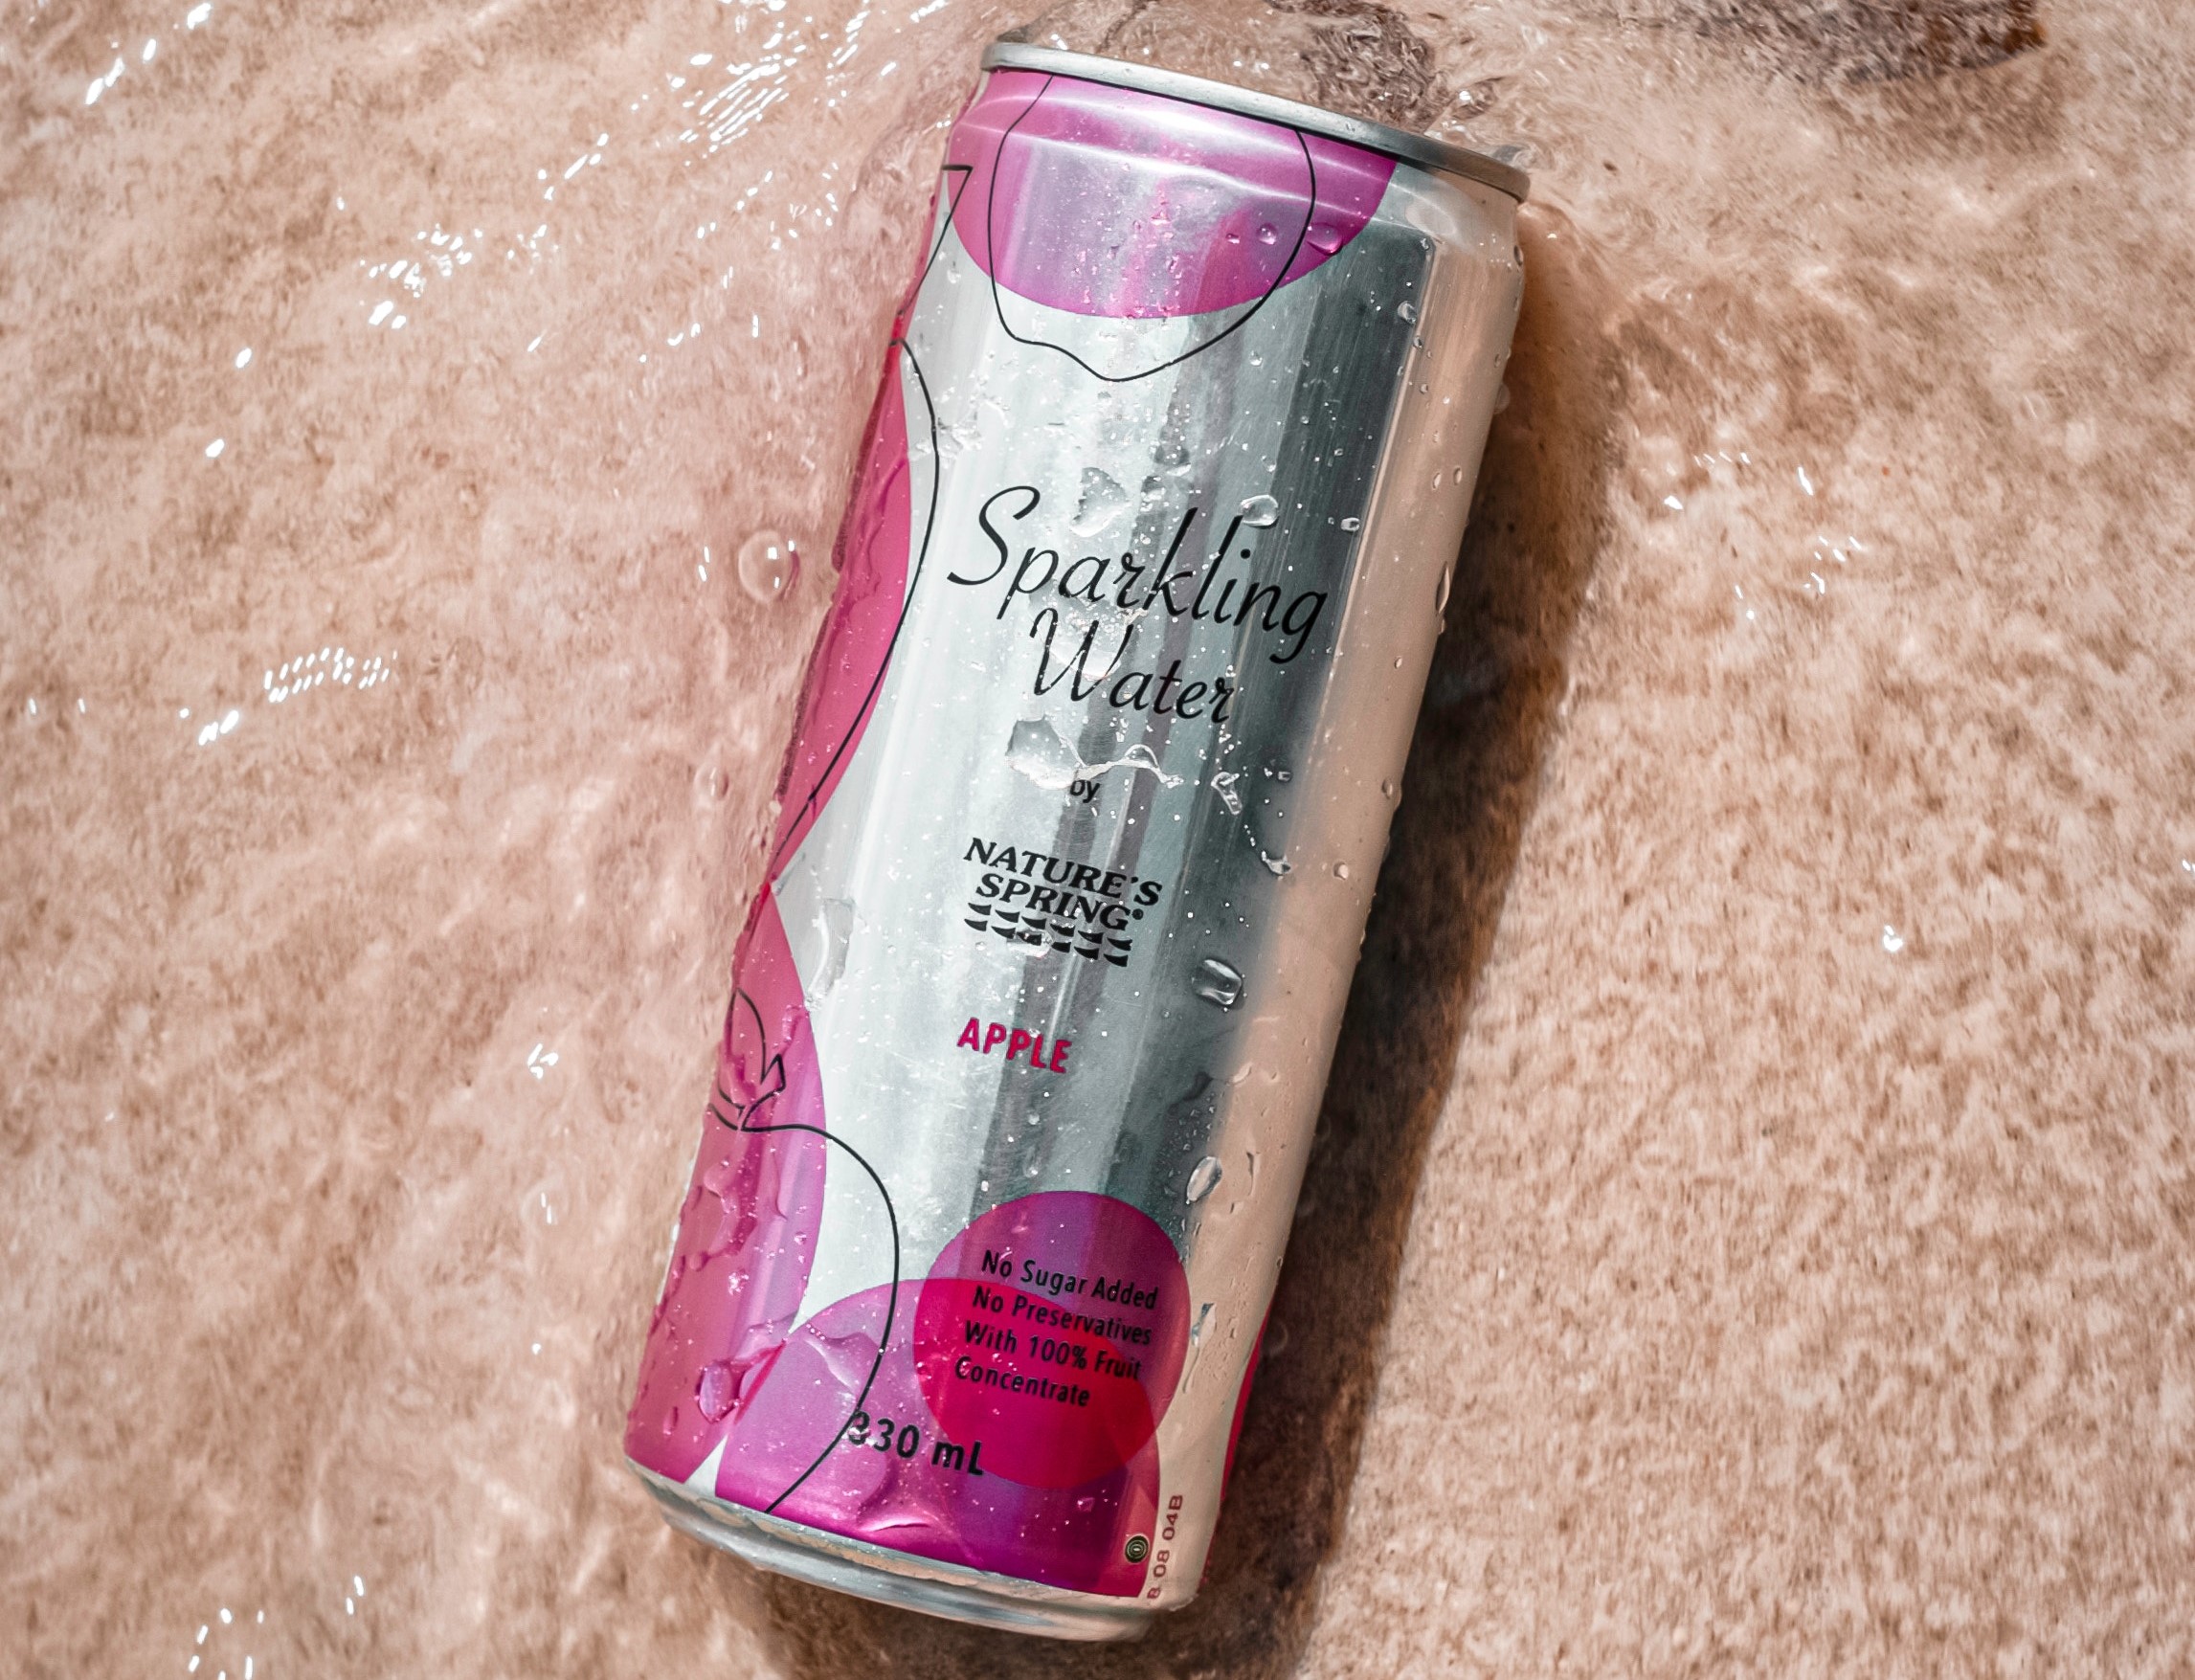 Sparkling
Water
by
NATURE'S
SPRING®
APPLE
No Sugar Added
No Preservatives
With 100% Fruit
Concentrate
330 mL
8 08 04B